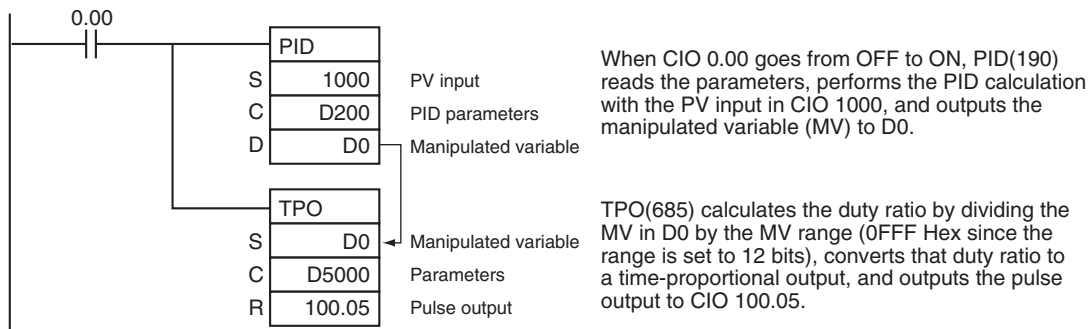 0.00
PID
S 1000 PV input
C D200 PID parameters
D D0 Manipulated variable
When CIO 0.00 goes from OFF to ON, PID(190)
reads the parameters, performs the PID calculation
with the PV input in CIO 1000, and outputs the
manipulated variable (MV) to D0.
TPO
S D0 Manipulated variable
C D5000 Parameters
R 100.05 Pulse output
TPO(685) calculates the duty ratio by dividing the
MV in D0 by the MV range (0FFF Hex since the
range is set to 12 bits), converts that duty ratio to
a time-proportional output, and outputs the pulse
output to CIO 100.05.